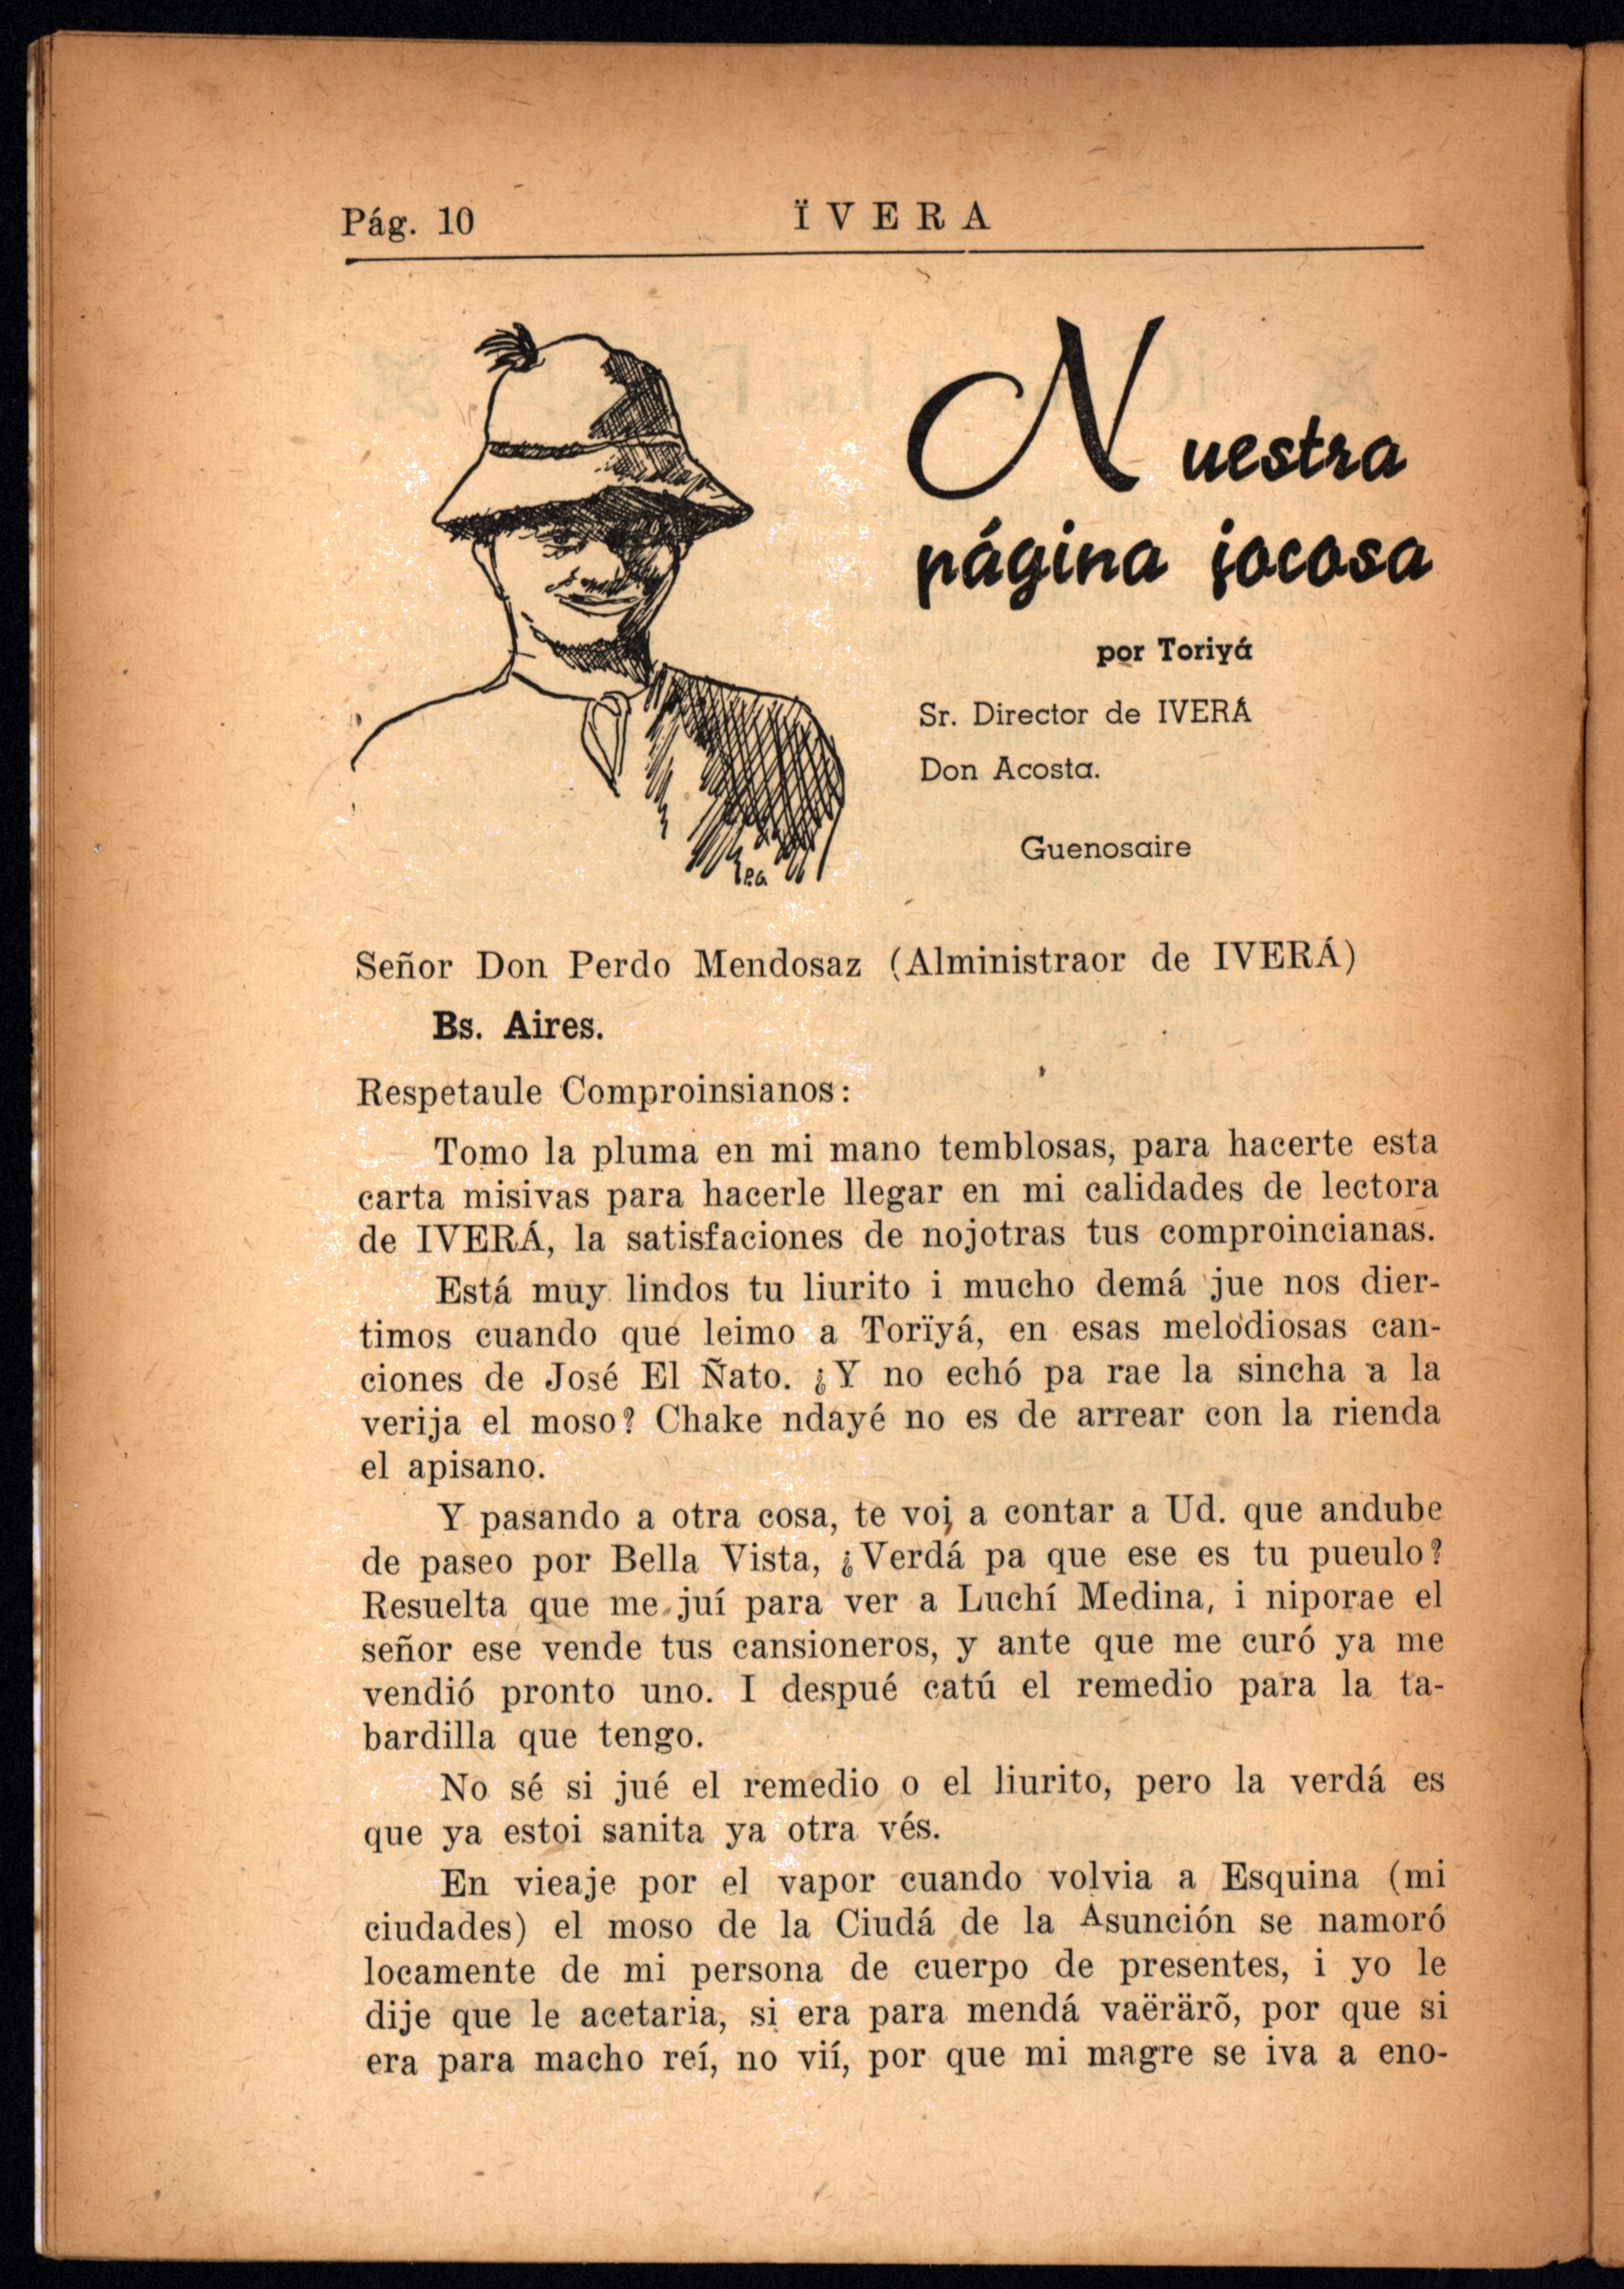 Pág. 10
ÏVERA
Nuestra
página jocosa
por Toriyá
Sr. Director de IVERÁ
Don Acosta.
Guenosaire
Señor Don Perdo Mendosaz (Alministraor de IVERÁ)
Bs. Aires.
Respetaule Comproinsianos:
Tomo la pluma en mi mano temblosas, para hacerte esta
carta misivas para hacerle llegar en mi calidades de lectora
de IVERÁ, la satisfaciones de nojotras tus comproincianas.
Está muy lindos tu liurito i mucho demá jue nos dier-
timos cuando que leimo a Torïyá, en esas melodiosas can-
ciones de José El Ñato. ¿Y no echó pa rae la sincha a la
verija el moso? Chake ndayé no es de arrear con la rienda
el apisano.
Y pasando a otra cosa, te voi a contar a Ud. que andube
de paseo por Bella Vista, ¿Verdá pa que ese es tu pueulo?
Resuelta que me juí para ver a Luchí Medina, i niporae el
señor ese vende tus cansioneros, y ante que me curó ya me
vendió pronto uno. I despué catú el remedio para la ta-
bardilla que tengo.
No sé si jué el remedio o el liurito, pero la verdá es
que ya estoi sanita ya otra vés.
En vieaje por el vapor cuando volvia a Esquina (mi
ciudades) el moso de la Ciudá de la Asunción se namoró
locamente de mi persona de cuerpo de presentes, i yo le
dije que le acetaria, si era para mendá vaërärõ, por que si
era para macho reí, no vií, por que mi magre se iva a eno-